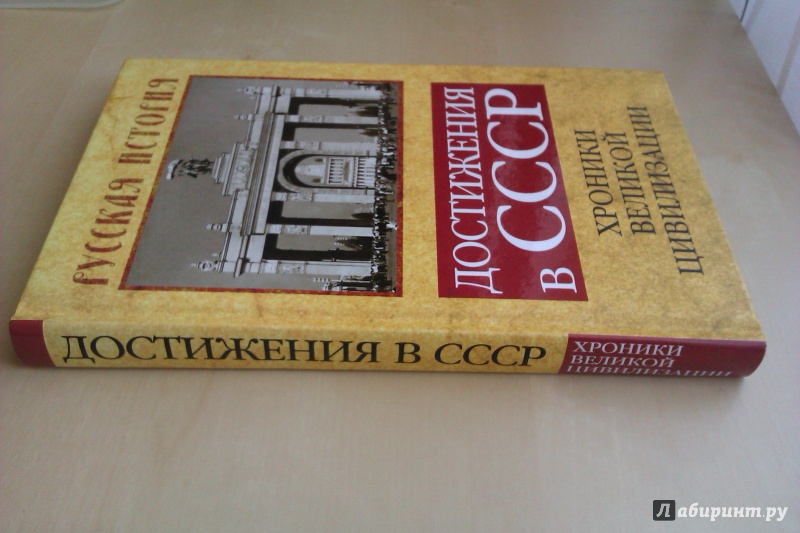 РУССКАЯ ИСТОРИЯ
ДОСТИЖЕНИЯ
В СССР
ХРОНИКИ
ВЕЛИКОЙ
ЦИВИЛИЗАЦИИ
ДОСТИЖЕНИЯ В СССР
ХРОНИКИ
ВЕЛИКОЙ
ЦИВИЛИЗАЦИИ
Лабиринт.ру